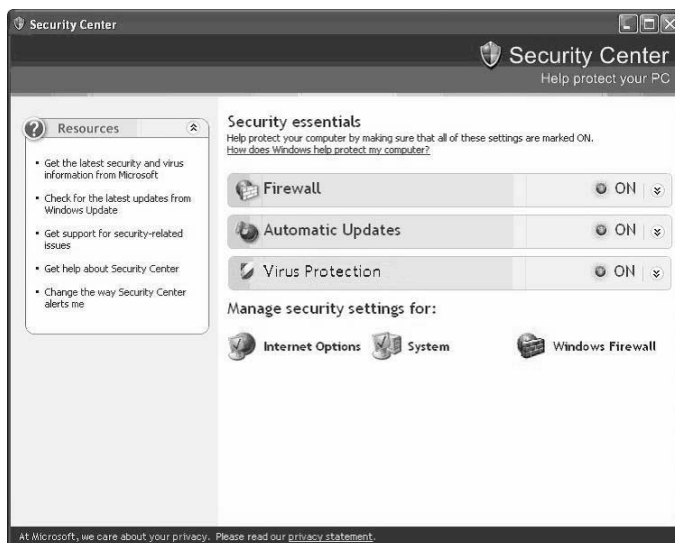 Security Center
Security Center
Help protect your PC
Resources
Get the latest security and virus
information from Microsoft
Check for the latest updates from
Windows Update
Get support for security-related
issues
Get help about Security Center
Change the way Security Center
alerts me
Security essentials
Help protect your computer by making sure that all of these settings are marked ON.
How does Windows help protect my computer?
Firewall ON
Automatic Updates ON
Virus Protection ON
Manage security settings for:
Internet Options System Windows Firewall
At Microsoft, we care about your privacy. Please read our privacy statement.